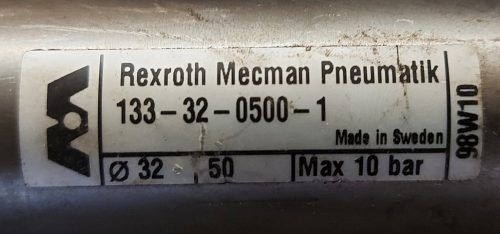 Rexroth Mecman Pneumatik
133-32-0500-1
Made in Sweden
Ø 32 50 Max 10 bar
98W10